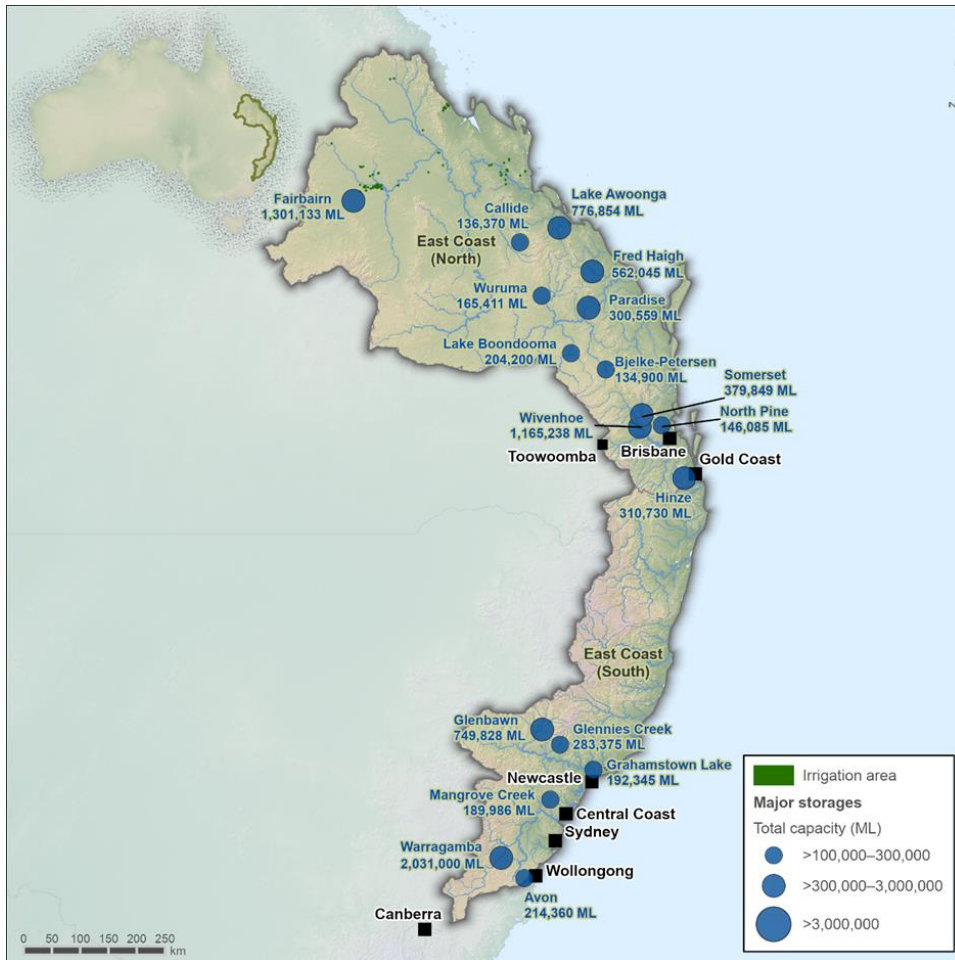 Fairbairn
1,301,133 ML
Callide
136,370 ML
Lake Awoonga
776,854 ML
East Coast
(North)
Fred Haigh
562,045 ML
Wuruma
165,411 ML
Paradise
300,559 ML
Lake Boondooma
204,200 ML
Bjelke-Petersen
134,900 ML
Somerset
379,849 ML
Wivenhoe
1,165,238 ML
North Pine
146,085 ML
Toowoomba
Brisbane
Gold Coast
Hinze
310,730 ML
East Coast
(South)
Glenbawn
749,828 ML
Glennies Creek
283,375 ML
Grahamstown Lake
192,345 ML
Newcastle
Mangrove Creek
189,986 ML
Central Coast
Sydney
Warragamba
2,031,000 ML
Wollongong
Avon
214,360 ML
Canberra
0 25 50 100 150 200 250
km
Irrigation area
Major storages
Total capacity (ML)
>100,000–300,000
>300,000–3,000,000
>3,000,000